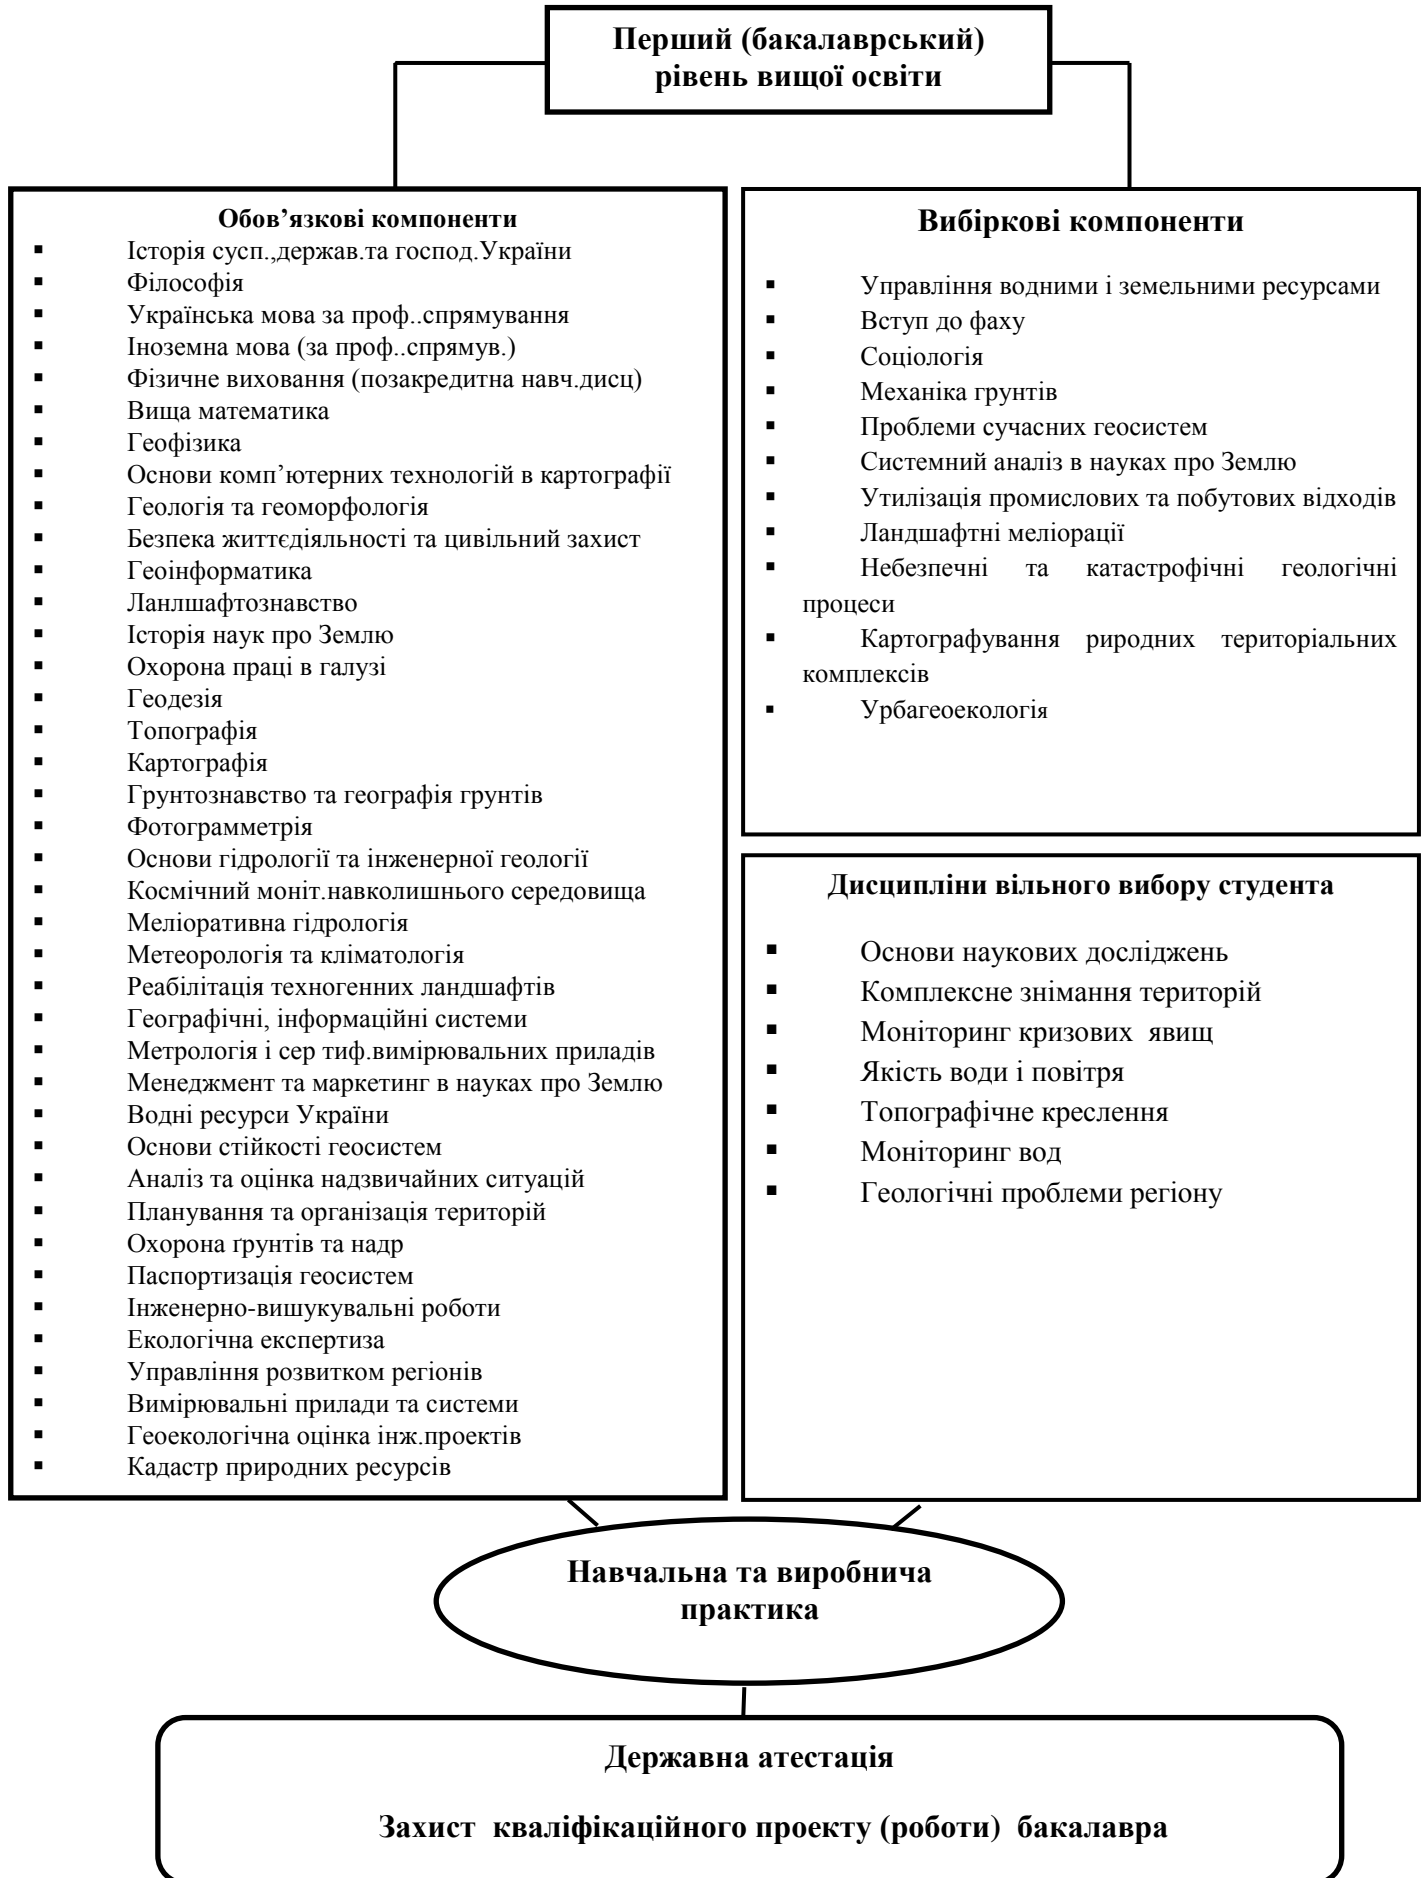 Перший (бакалаврський)
рівень вищої освіти
Обов’язкові компоненти
▪ Історія сусп.,держав.та господ.України
▪ Філософія
▪ Українська мова за проф..спрямування
▪ Іноземна мова (за проф..спрямув.)
▪ Фізичне виховання (позакредитна навч.дисц)
▪ Вища математика
▪ Геофізика
▪ Основи комп’ютерних технологій в картографії
▪ Геологія та геоморфологія
▪ Безпека життєдіяльності та цивільний захист
▪ Геоінформатика
▪ Ланлшафтознавство
▪ Історія наук про Землю
▪ Охорона праці в галузі
▪ Геодезія
▪ Топографія
▪ Картографія
▪ Грунтознавство та географія грунтів
▪ Фотограмметрія
▪ Основи гідрології та інженерної геології
▪ Космічний моніт.навколишнього середовища
▪ Меліоративна гідрологія
▪ Метеорологія та кліматологія
▪ Реабілітація техногенних ландшафтів
▪ Географічні, інформаційні системи
▪ Метрологія і сер тиф.вимірювальних приладів
▪ Менеджмент та маркетинг в науках про Землю
▪ Водні ресурси України
▪ Основи стійкості геосистем
▪ Аналіз та оцінка надзвичайних ситуацій
▪ Планування та організація територій
▪ Охорона ґрунтів та надр
▪ Паспортизація геосистем
▪ Інженерно-вишукувальні роботи
▪ Екологічна експертиза
▪ Управління розвитком регіонів
▪ Вимірювальні прилади та системи
▪ Геоекологічна оцінка інж.проектів
▪ Кадастр природних ресурсів
Вибіркові компоненти
▪ Управління водними і земельними ресурсами
▪ Вступ до фаху
▪ Соціологія
▪ Механіка грунтів
▪ Проблеми сучасних геосистем
▪ Системний аналіз в науках про Землю
▪ Утилізація промислових та побутових відходів
▪ Ландшафтні меліорації
▪ Небезпечні та катастрофічні геологічні
процеси
▪ Картографування риродних територіальних
комплексів
▪ Урбагеоекологія
Дисципліни вільного вибору студента
▪ Основи наукових досліджень
▪ Комплексне знімання територій
▪ Моніторинг кризових явищ
▪ Якість води і повітря
▪ Топографічне креслення
▪ Моніторинг вод
▪ Геологічні проблеми регіону
Навчальна та виробнича
практика
Державна атестація
Захист кваліфікаційного проекту (роботи) бакалавра